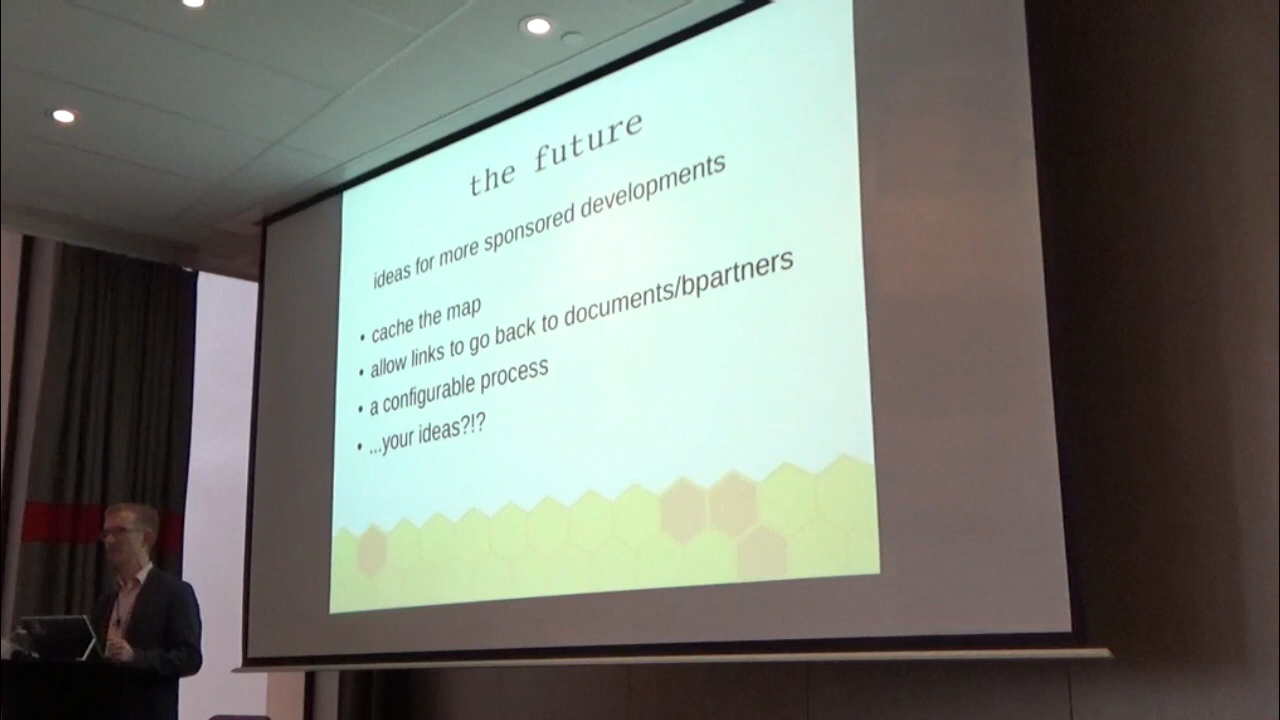 the future
ideas for more sponsored developments
• cache the map
• allow links to go back to documents/bpartners
• a configurable process
• ...your ideas?!?